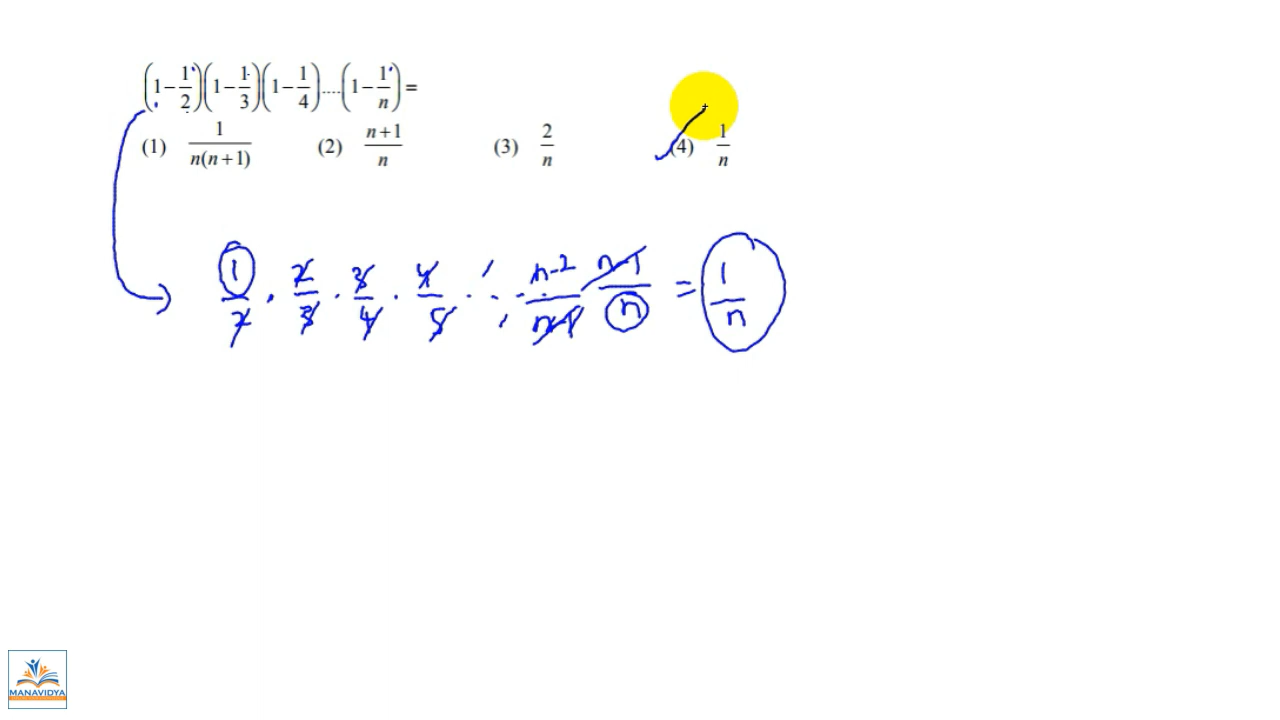 (1 − 1/2)(1 − 1/3)(1 − 1/4)....(1 − 1/n) =
(1) 1/n(n+1) (2) n+1/n (3) 2/n (4) 1/n
1/2 · 2/3 · 3/4 · 4/5 · · · n-2/n-1 n-1/n = 1/n
MANAVIDYA